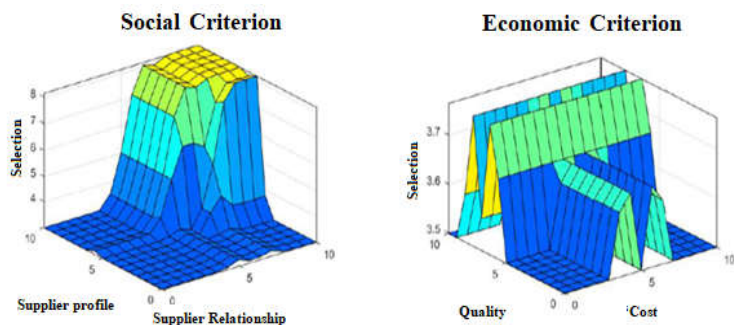 Social Criterion
Economic Criterion
8
7
6
5
4
Selection
10
5
0
0
5
10
Supplier profile
Supplier Relationship
3.7
3.6
3.5
Selection
10
5
0
0
5
10
Quality
'Cost